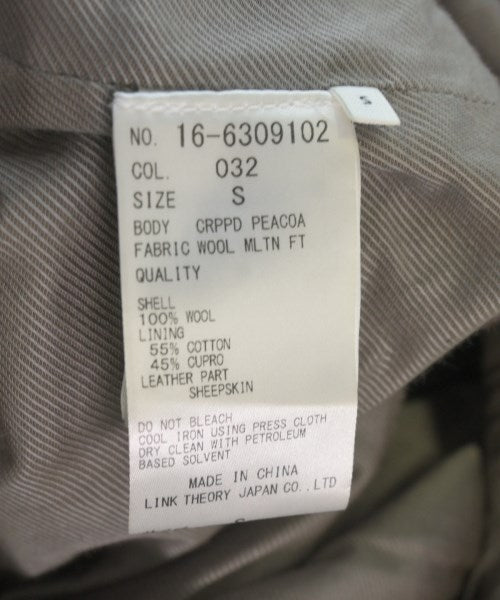 S
NO. 16-6309102
COL. 032
SIZE S
BODY CRPPD PEACOA
FABRIC WOOL MLTN FT
QUALITY
SHELL
100% WOOL
LINING
55% COTTON
45% CUPRO
LEATHER PART
SHEEPSKIN
DO NOT BLEACH
COOL IRON USING PRESS CLOTH
DRY CLEAN WITH PETROLEUM
BASED SOLVENT
MADE IN CHINA
LINK THEORY JAPAN CO.,LTD